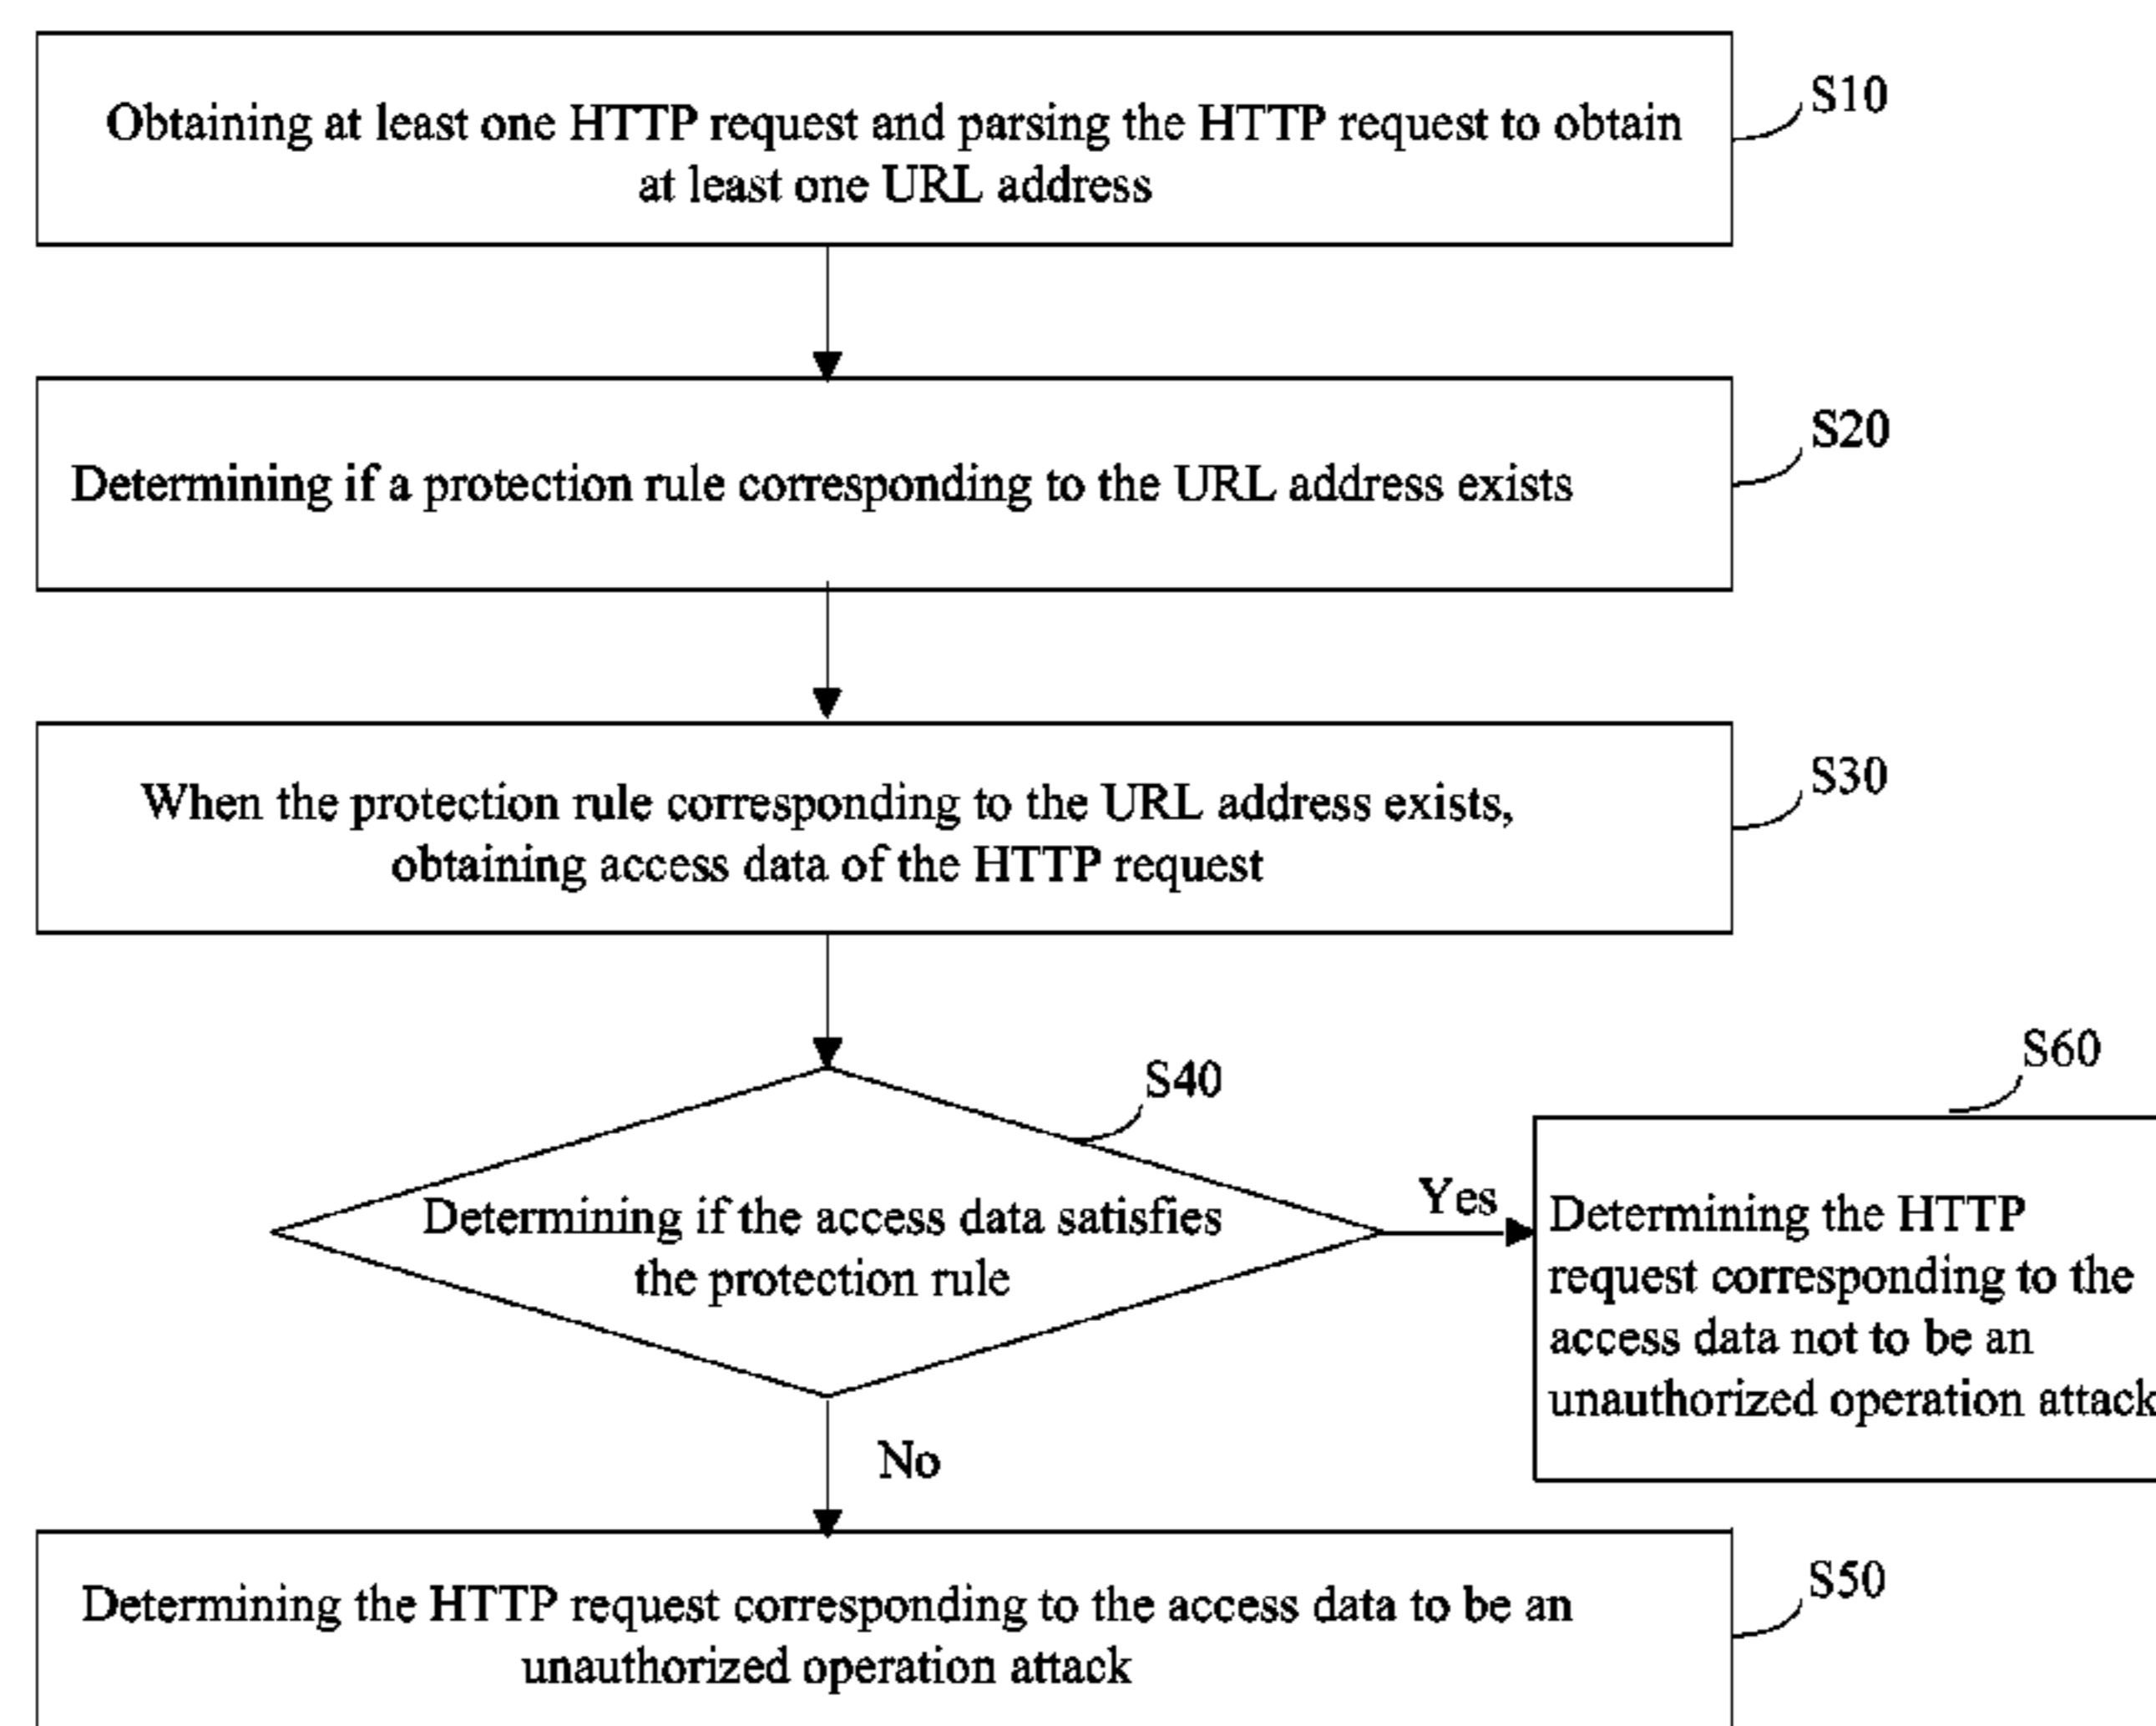 Obtaining at least one HTTP request and parsing the HTTP request to obtain
at least one URL address
S10
Determining if a protection rule corresponding to the URL address exists
S20
When the protection rule corresponding to the URL address exists,
obtaining access data of the HTTP request
S30
Determining if the access data satisfies
the protection rule
S40
Yes
S60
Determining the HTTP
request corresponding to the
access data not to be an
unauthorized operation attack
No
Determining the HTTP request corresponding to the access data to be an
unauthorized operation attack
S50